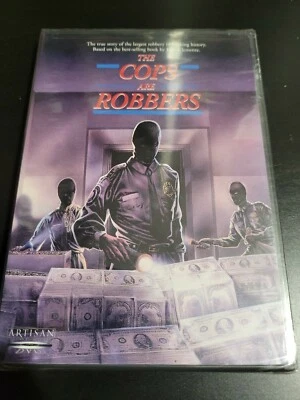 The true story of the largest robbery in history.
Based on the best-selling book by
THE
COPS
ARE
ROBBERS
ARTISAN